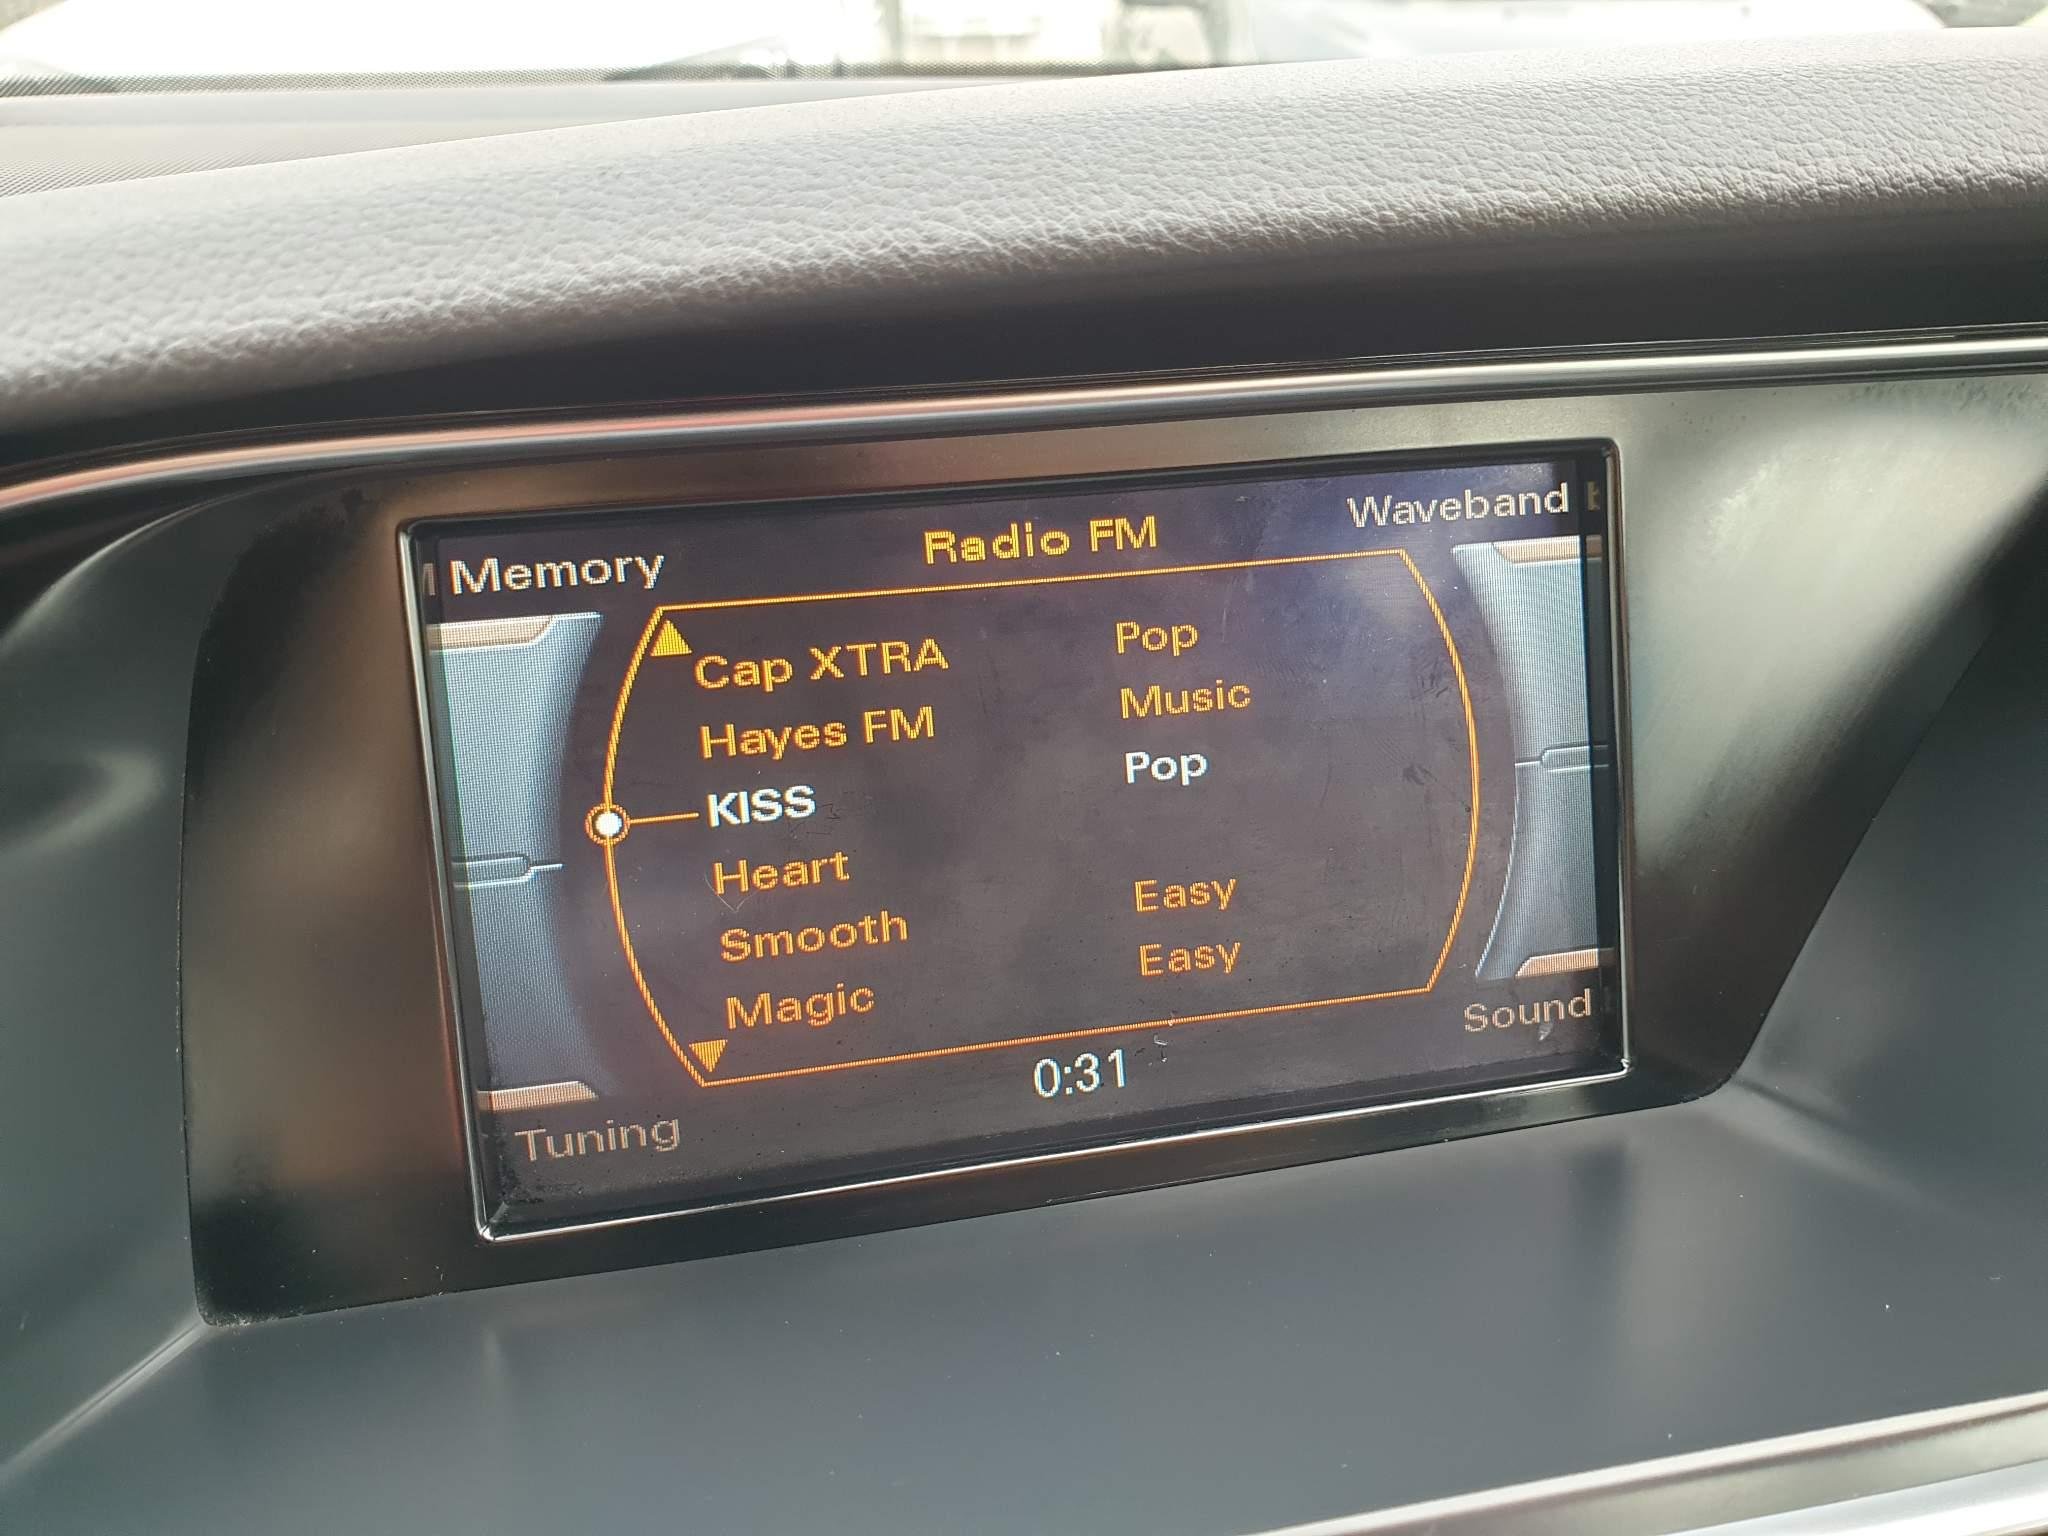 Memory
Radio FM
Waveband
Cap XTRA Pop
Hayes FM Music
KISS Pop
Heart
Smooth Easy
Magic Easy
0:31
Tuning
Sound